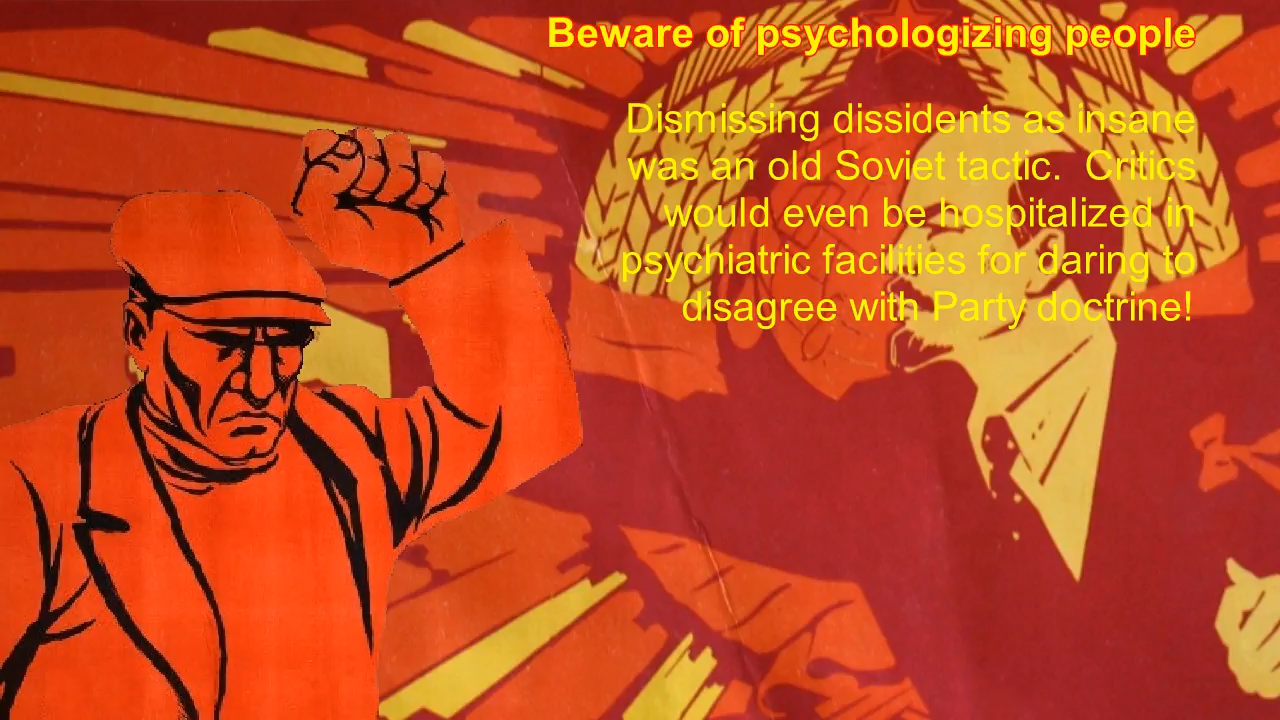 Beware of psychologizing people
Dismissing dissidents as insane
was an old Soviet tactic.  Critics
would even be hospitalized in
psychiatric facilities for daring to
disagree with Party doctrine!